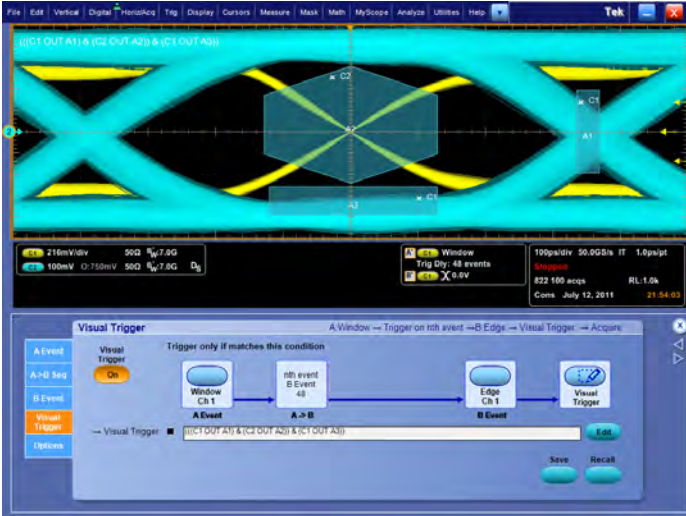 File Edit Vertical Digital Horiz/Acq Trig Display Cursors Measure Mask Math MyScope Analyze Utilities Help Tek X
(((C1 OUT A1) & (C2 OUT A2)) & (C1 OUT A3))
C2
C1
A2
A1
2
C1
A3
C1 216mV/div 50Ω BW:7.0G
C2 100mV O:750mV 50Ω BW:7.0G
A' C1 Window
Trig Dly: 48 events
B' C1 0.0V
100ps/div 50.0GS/s IT 1.0ps/pt
Stopped
822 100 acqs RL:1.0k
Cons July 12, 2011 21:54:03
Visual Trigger A:Window → Trigger on nth event →B:Edge → Visual Trigger → Acquire
A Event
A->B Seq
B Event
Visual Trigger
Options
Visual Trigger
On
Trigger only if matches this condition
Window
Ch 1
A Event
nth event
B Event
48
A -> B
Edge
Ch 1
B Event
Visual
Trigger
→ Visual Trigger (((C1 OUT A1) & (C2 OUT A2)) & (C1 OUT A3)) Edit
Save Recall